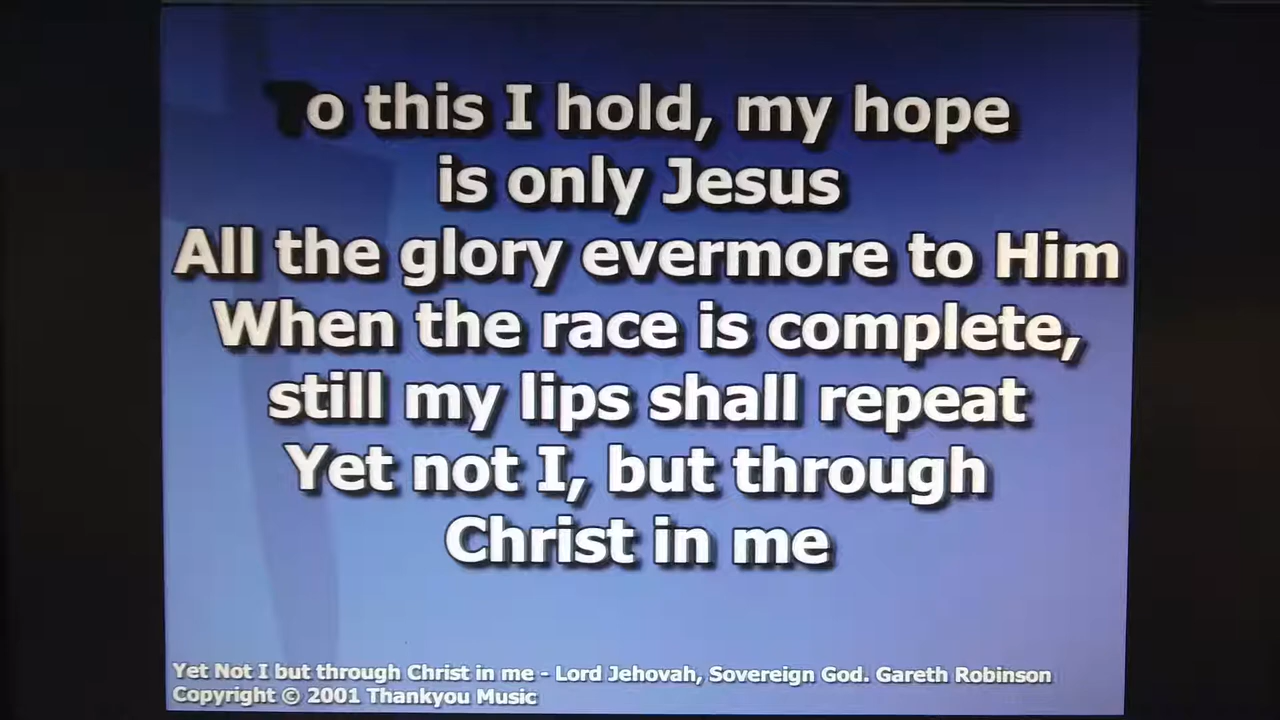 To this I hold, my hope
is only Jesus
All the glory evermore to Him
When the race is complete,
still my lips shall repeat
Yet not I, but through
Christ in me
Yet Not I but through Christ in me - Lord Jehovah, Sovereign God. Gareth Robinson
Copyright © 2001 Thankyou Music